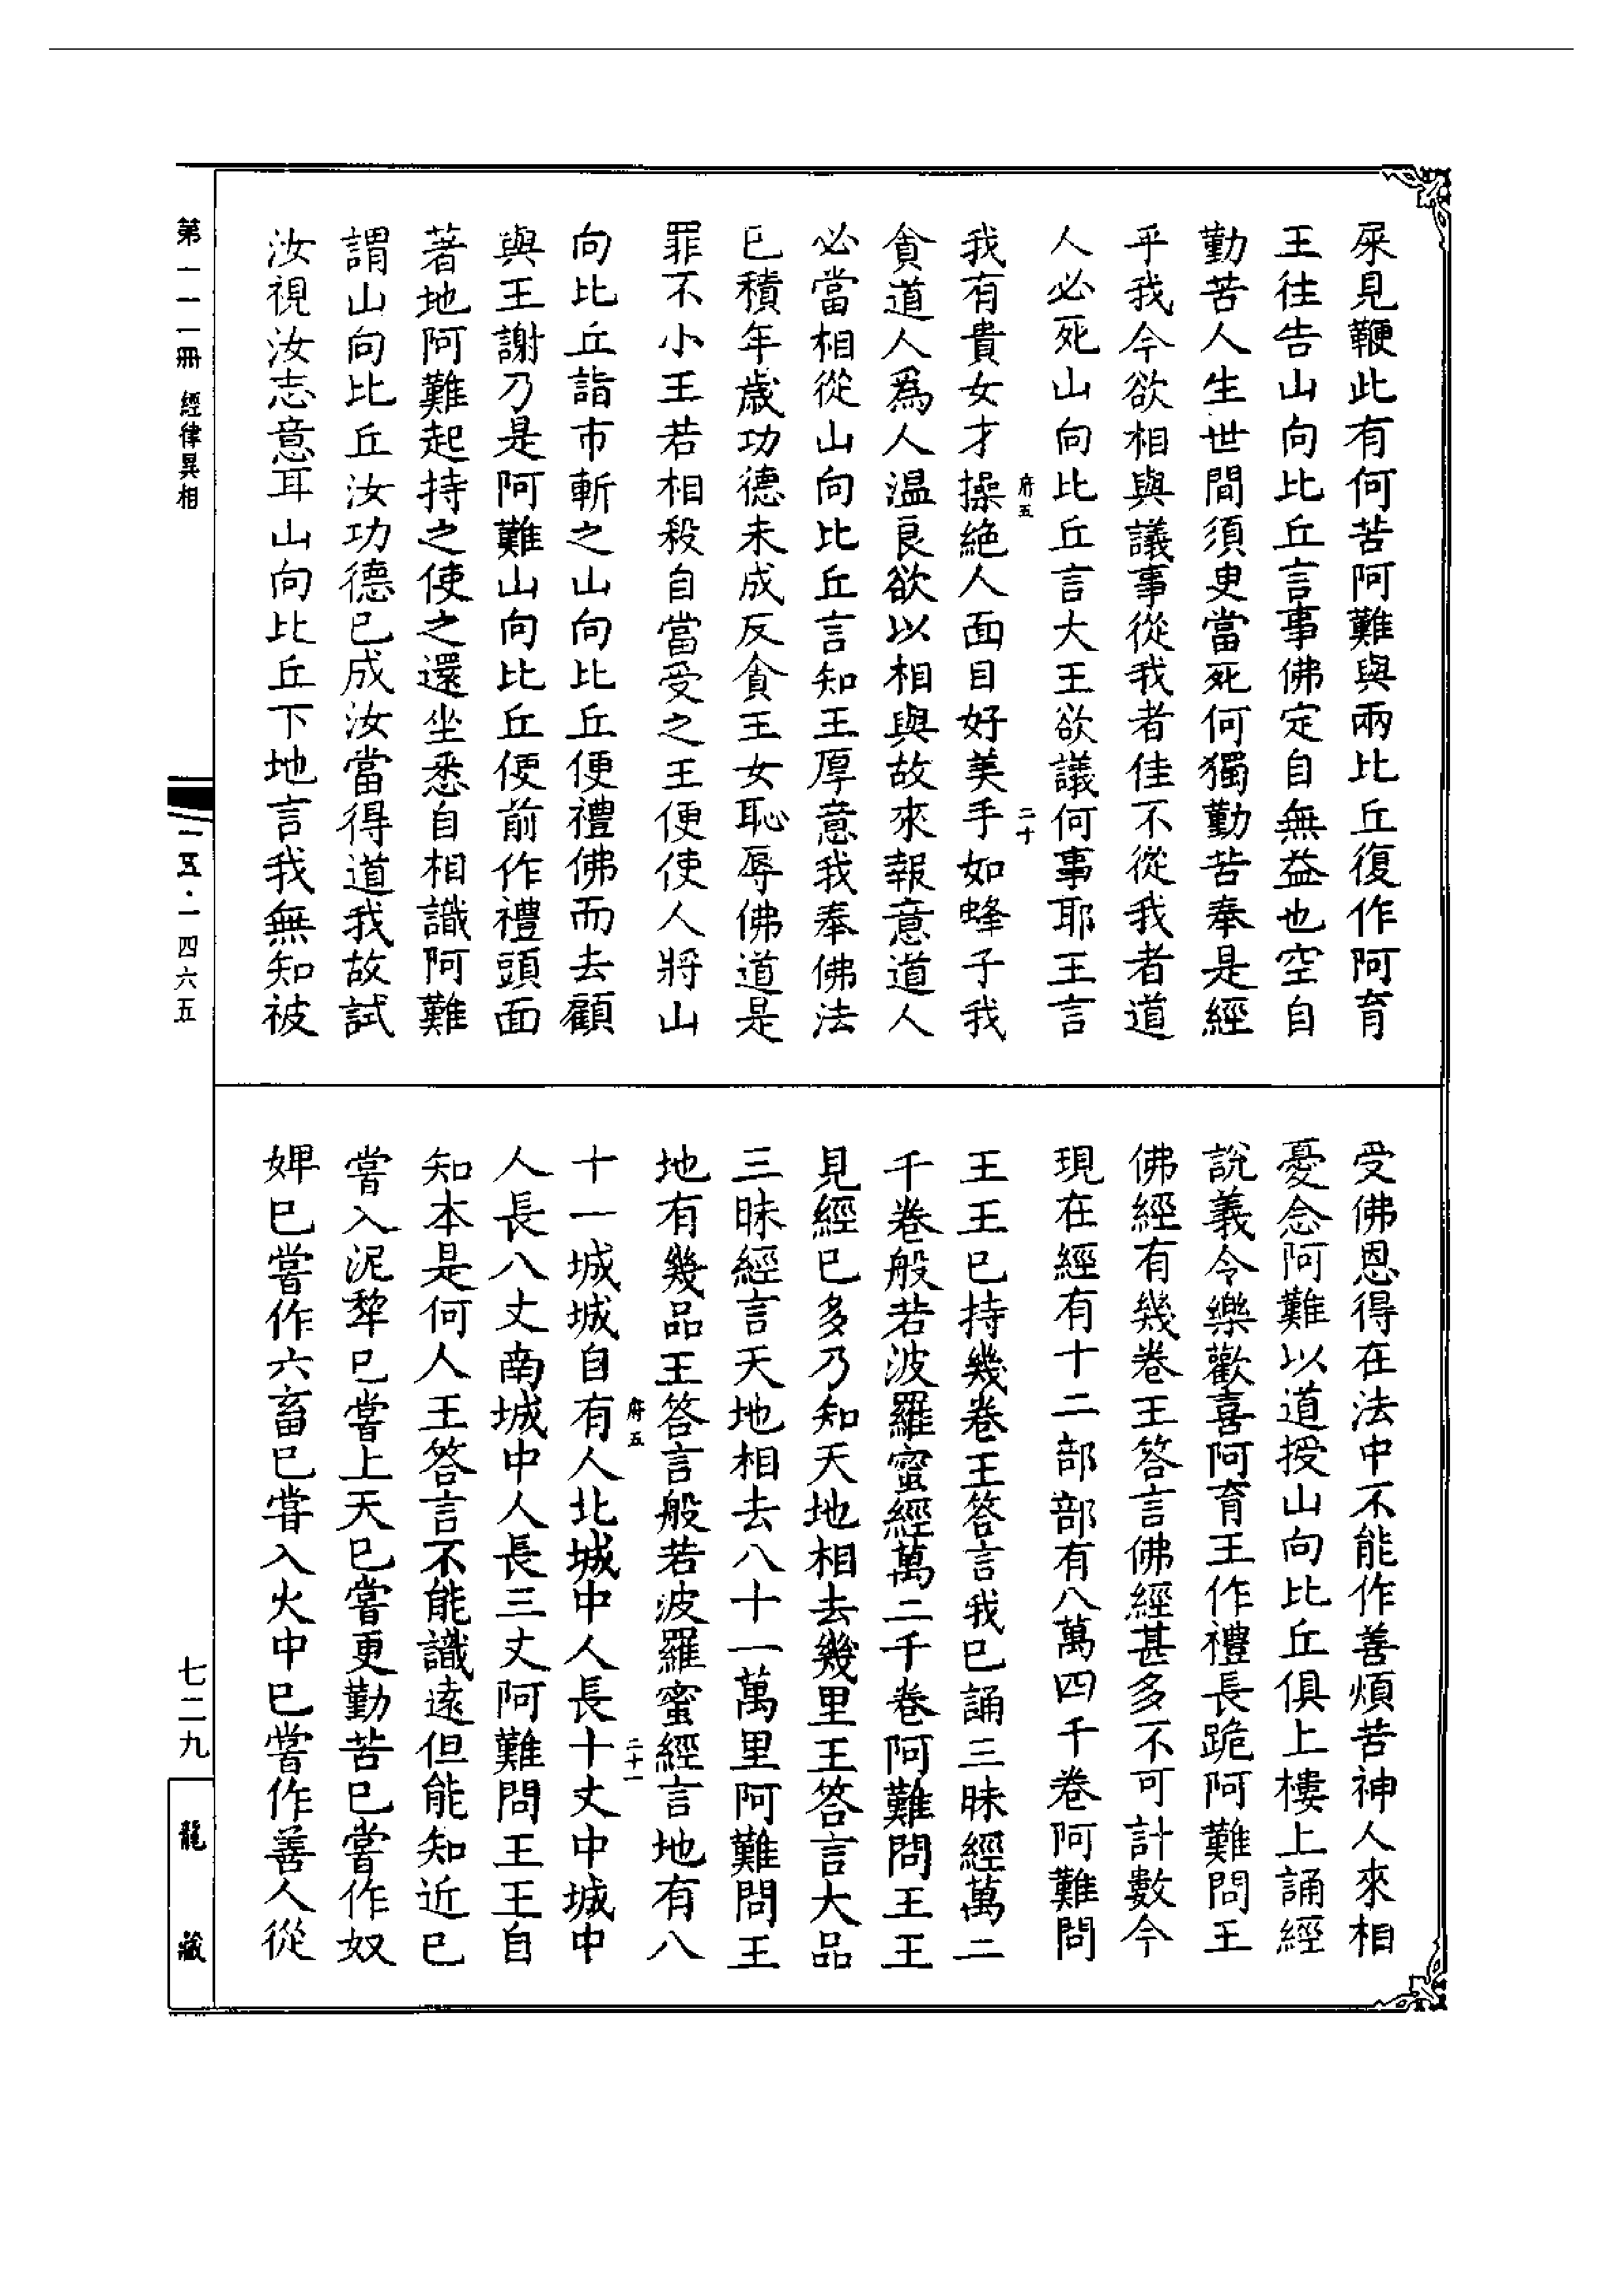 屎見鞭此有何苦阿難與兩比丘復作阿育
王往告山向比丘言事佛定自無益也空自
勤苦人生世間須臾當死何獨勤苦奉是經
乎我今欲相與議事從我者佳不從我者道
人必死山向比丘言大王欲議何事耶王言
府五
二十
我有貴女才操絶人面目好美手如蜂子我
貪道人爲人温良欲以相與故來報意道人
必當相從山向比丘言知王厚意我奉佛法
已積年歲功德未成反貪王女恥辱佛道是
罪不小王若相殺自當受之王便使人將山
向比丘詣市斬之山向比丘便禮佛而去顧
與王謝乃是阿難山向比丘便前作禮頭面
著地阿難起持之使之還坐悉自相識阿難
謂山向比丘汝功德已成汝當得道我故試
汝視汝志意耳山向比丘下地言我無知被
受佛恩得在法中不能作善煩苦神人來相
憂念阿難以道授山向比丘俱上樓上誦經
說義令樂歡喜阿育王作禮長跪阿難問王
佛經有幾卷王答言佛經甚多不可計數今
現在經有十二部部有八萬四千卷阿難問
王王已持幾卷王答言我已誦三昧經萬二
千卷般若波羅蜜經萬二千卷阿難問王王
見經已多乃知天地相去幾里王答言大品
三昧經言天地相去八十一萬里阿難問王
地有幾品王答言般若波羅蜜經言地有八
府五
二十一
十一城城自有人北城中人長十丈中城中
人長八丈南城中人長三丈阿難問王王自
知本是何人王答言不能識遠但能知近已
嘗入泥犂已嘗上天已嘗更勤苦已嘗作奴
婢已嘗作六畜已嘗入火中已嘗作善人從
第一一一冊 經律異相
一五·一四六五
七二九
龍藏